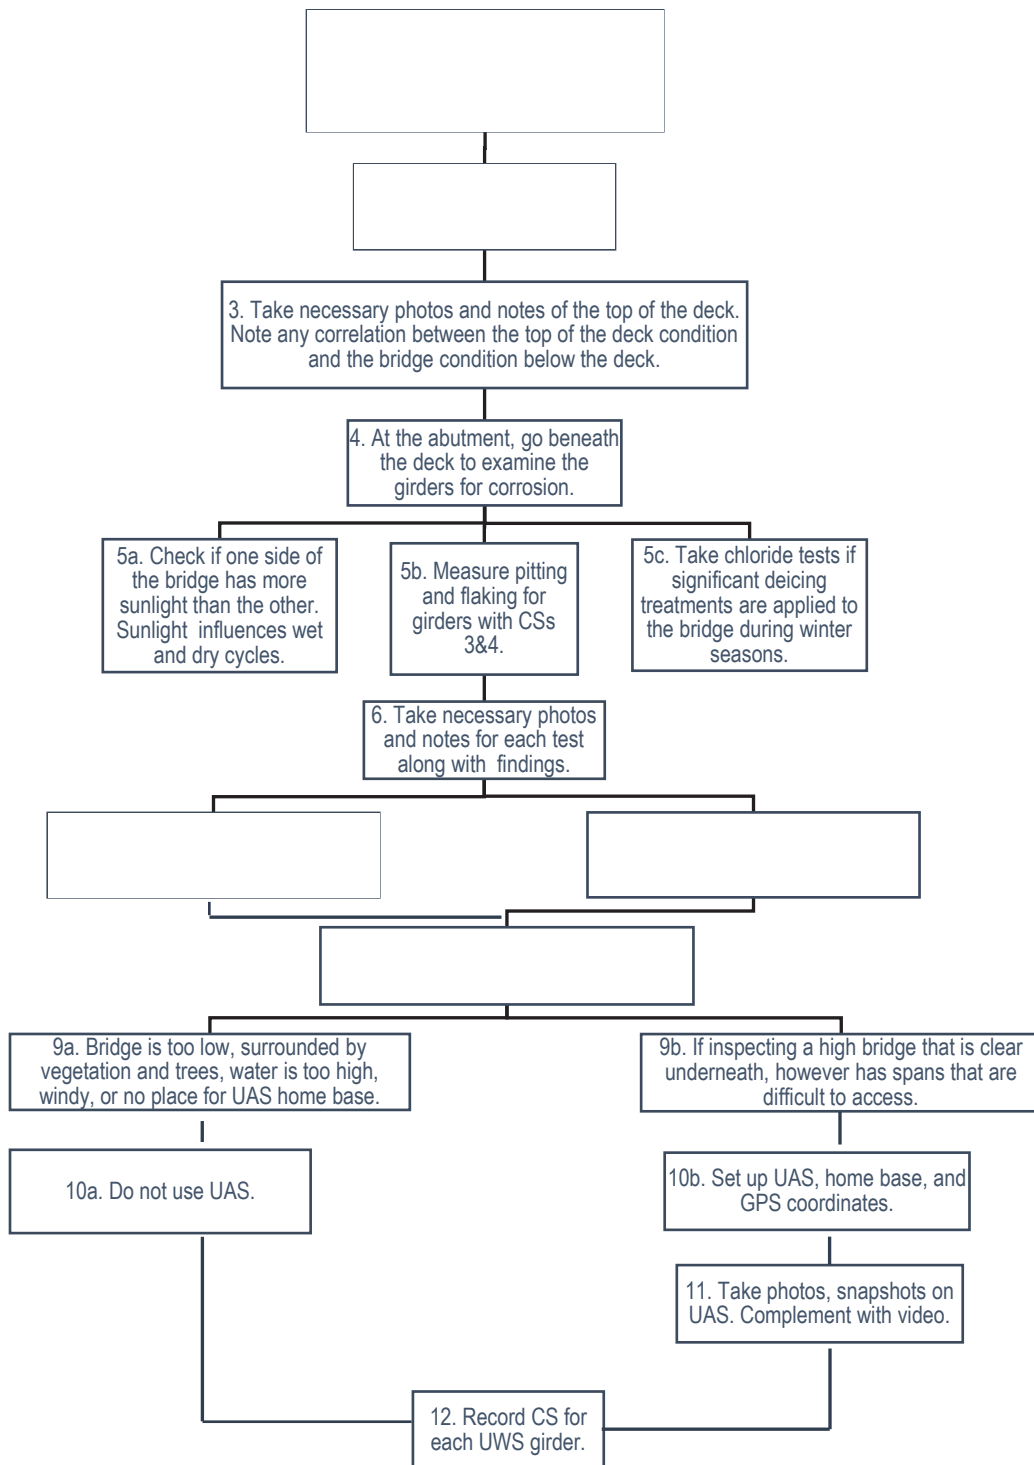 3. Take necessary photos and notes of the top of the deck.
Note any correlation between the top of the deck condition
and the bridge condition below the deck.
4. At the abutment, go beneath
the deck to examine the
girders for corrosion.
5a. Check if one side of
the bridge has more
sunlight than the other.
Sunlight influences wet
and dry cycles.
5b. Measure pitting
and flaking for
girders with CSs
3&4.
5c. Take chloride tests if
significant deicing
treatments are applied to
the bridge during winter
seasons.
6. Take necessary photos
and notes for each test
along with findings.
9a. Bridge is too low, surrounded by
vegetation and trees, water is too high,
windy, or no place for UAS home base.
9b. If inspecting a high bridge that is clear
underneath, however has spans that are
difficult to access.
10a. Do not use UAS.
10b. Set up UAS, home base, and
GPS coordinates.
11. Take photos, snapshots on
UAS. Complement with video.
12. Record CS for
each UWS girder.